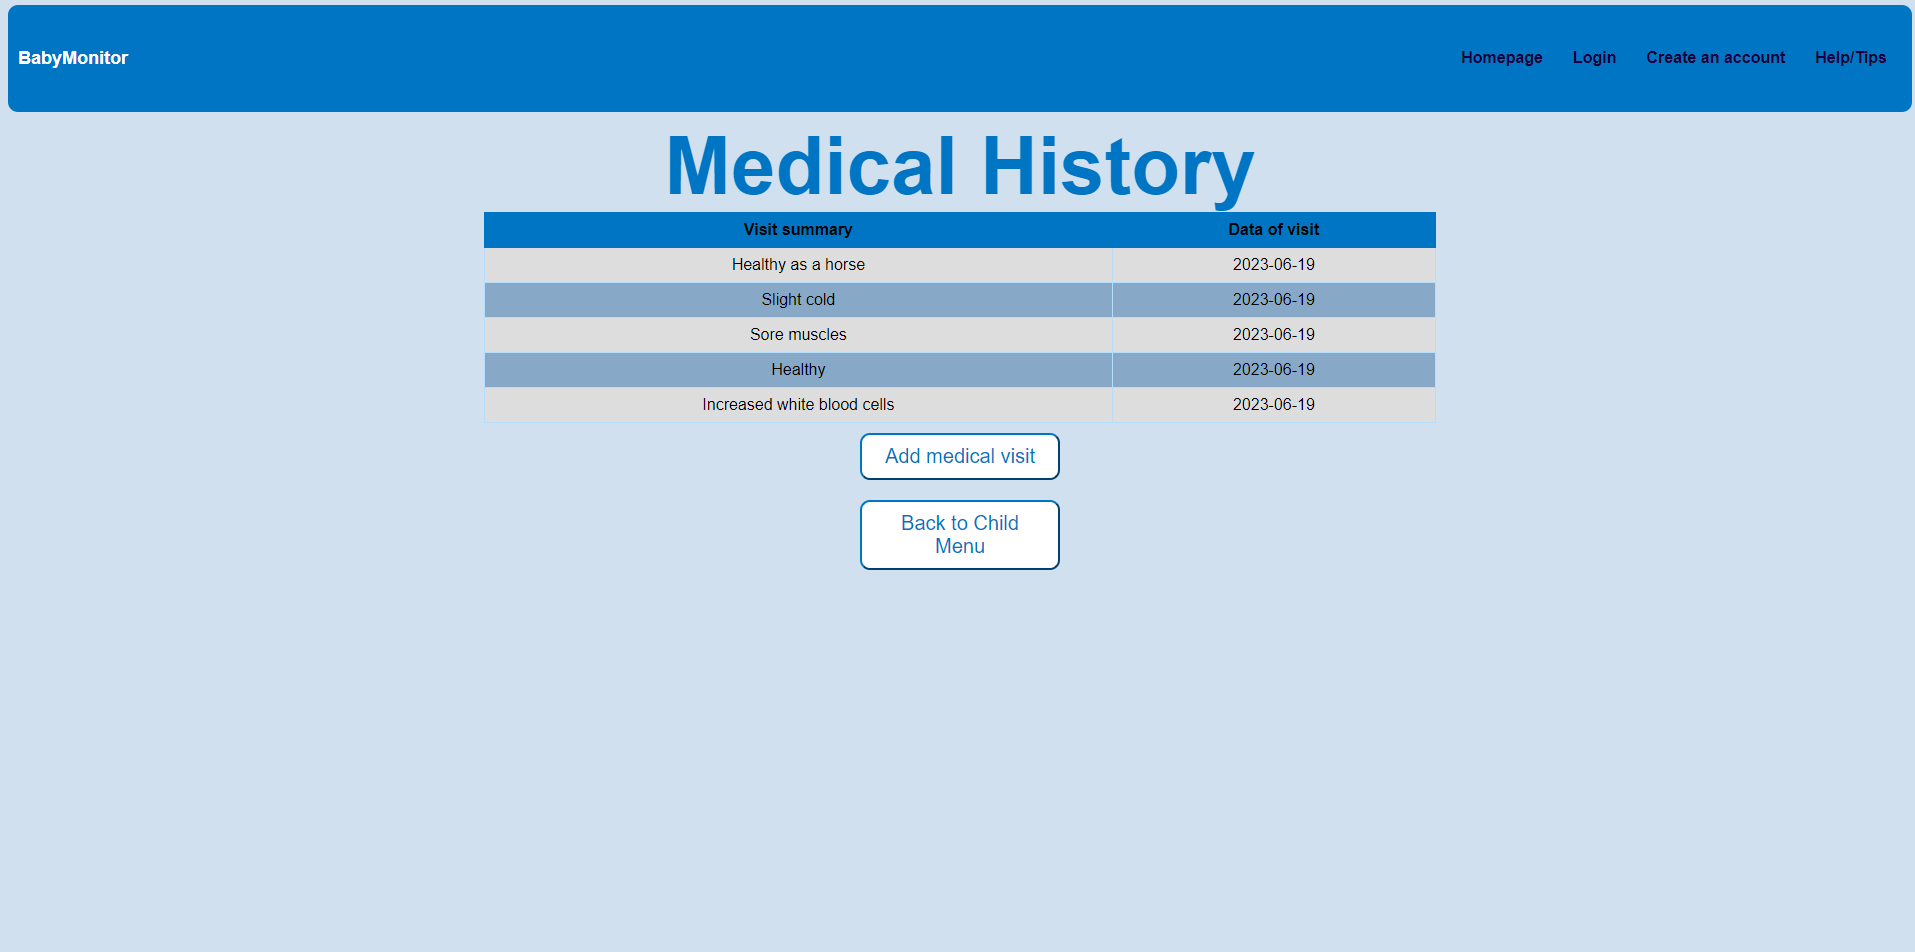 BabyMonitor
Homepage Login Create an account Help/Tips
Medical History
Visit summary Data of visit
Healthy as a horse 2023-06-19
Slight cold 2023-06-19
Sore muscles 2023-06-19
Healthy 2023-06-19
Increased white blood cells 2023-06-19
Add medical visit
Back to Child
Menu